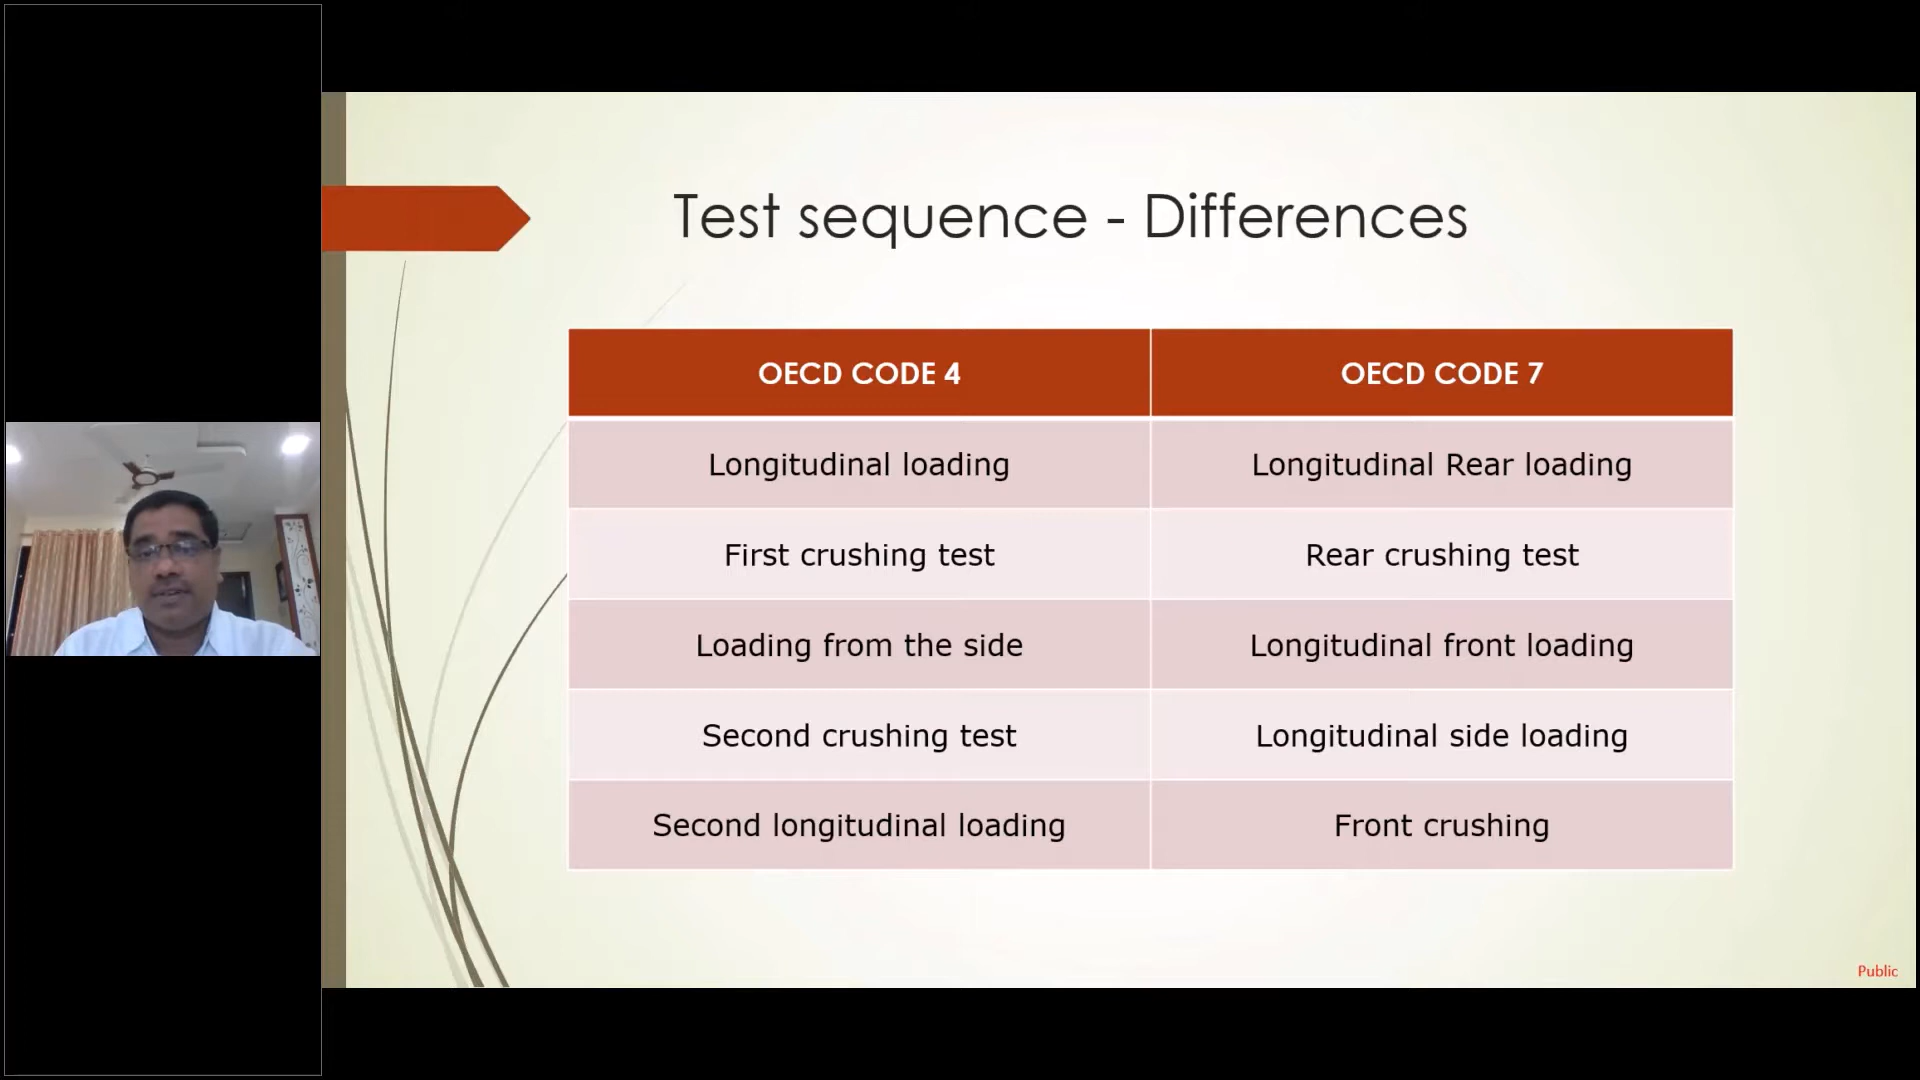 Test sequence - Differences
OECD CODE 4
OECD CODE 7
Longitudinal loading
Longitudinal Rear loading
First crushing test
Rear crushing test
Loading from the side
Longitudinal front loading
Second crushing test
Longitudinal side loading
Second longitudinal loading
Front crushing
Public